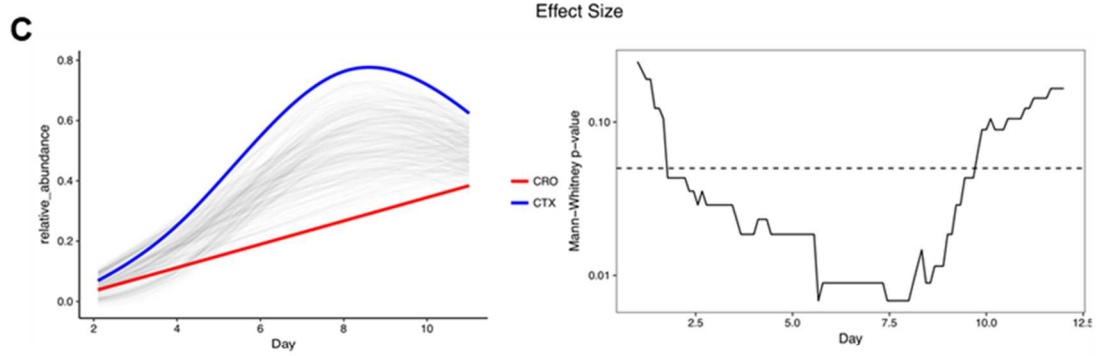 C
Effect Size
relative_abundance
0.8
0.6
0.4
0.2
0.0
2 4 6 8 10
Day
CRO
CTX
Mann−Whitney p−value
0.10
0.01
2.5 5.0 7.5 10.0 12.5
Day